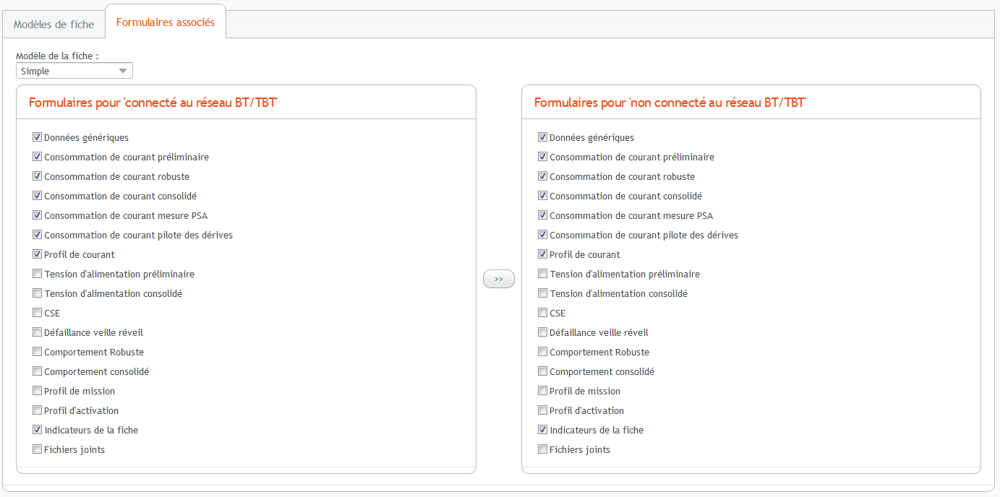 Modèles de fiche
Formulaires associés
Modèle de la fiche :
Simple
Formulaires pour 'connecté au réseau BT/TBT'
Données génériques
Consommation de courant préliminaire
Consommation de courant robuste
Consommation de courant consolidé
Consommation de courant mesure PSA
Consommation de courant pilote des dérives
Profil de courant
Tension d'alimentation préliminaire
Tension d'alimentation consolidé
CSE
Défaillance veille réveil
Comportement Robuste
Comportement consolidé
Profil de mission
Profil d'activation
Indicateurs de la fiche
Fichiers joints
>>
Formulaires pour 'non connecté au réseau BT/TBT'
Données génériques
Consommation de courant préliminaire
Consommation de courant robuste
Consommation de courant consolidé
Consommation de courant mesure PSA
Consommation de courant pilote des dérives
Profil de courant
Tension d'alimentation préliminaire
Tension d'alimentation consolidé
CSE
Défaillance veille réveil
Comportement Robuste
Comportement consolidé
Profil de mission
Profil d'activation
Indicateurs de la fiche
Fichiers joints